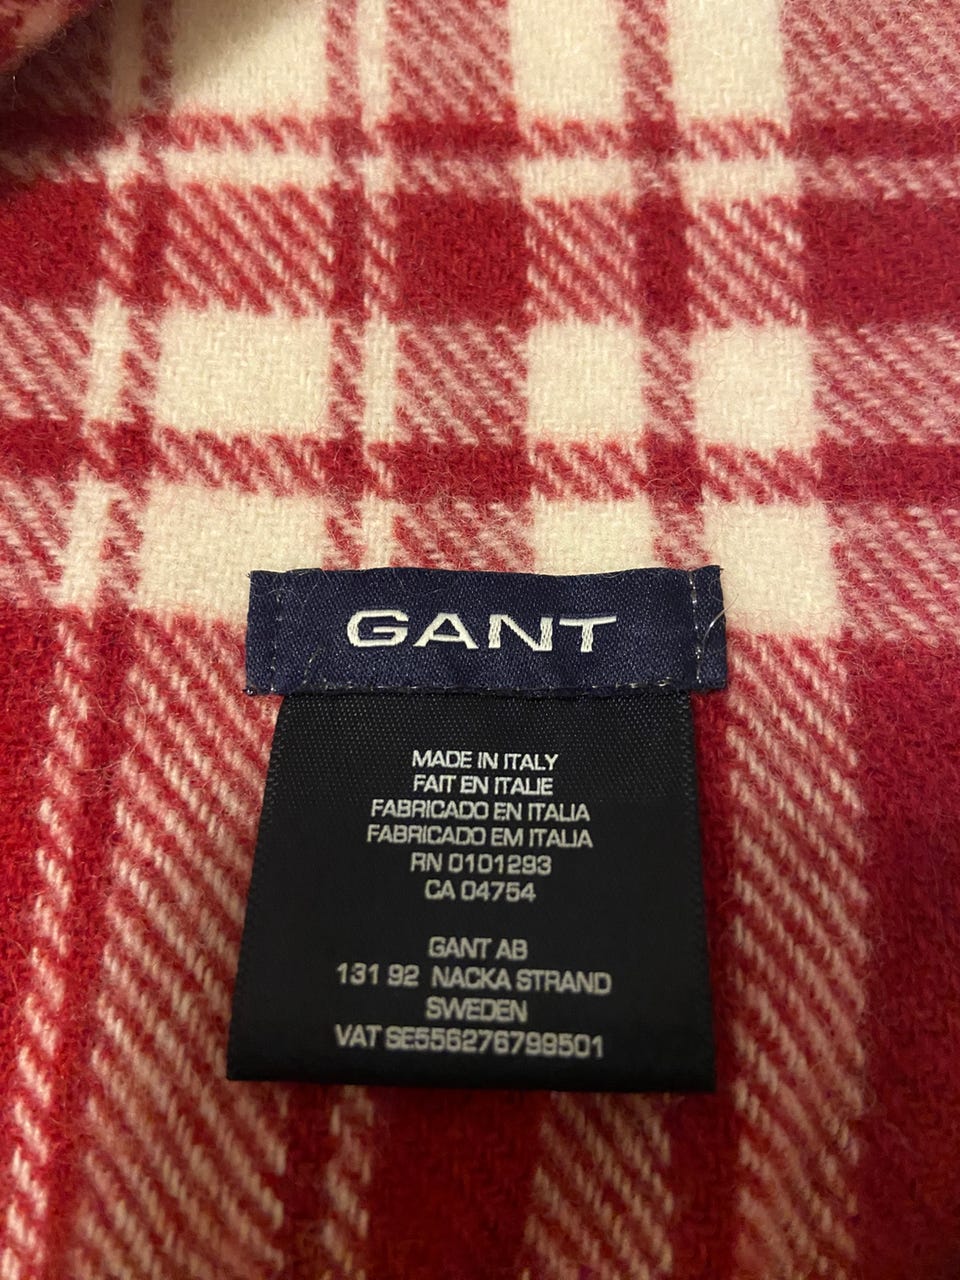 GANT
MADE IN ITALY
FAIT EN ITALIE
FABRICADO EN ITALIA
FABRICADO EM ITALIA
RN 0101293
CA 04754
GANT AB
131 92 NACKA STRAND
SWEDEN
VAT SE556276799501